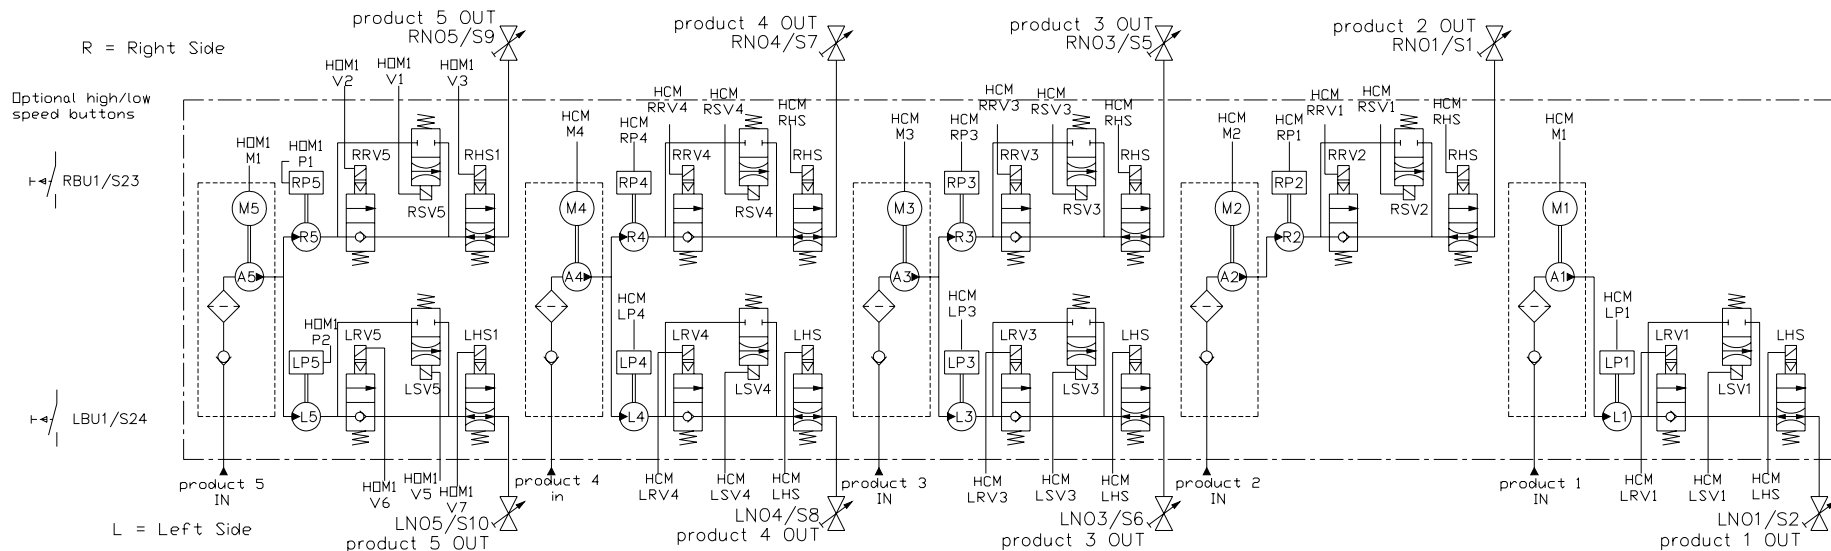 product 5 OUT
RN05/S9
product 4 OUT
RN04/S7
product 3 OUT
RN03/S5
product 2 OUT
RN01/S1
R = Right Side
HOM1
V2
HOM1
V1
HOM1
V3
HCM
RRV4
HCM
RSV4
HCM
RHS
HCM
RRV3
HCM
RSV3
HCM
RHS
HCM
RRV1
HCM
RSV1
HCM
RHS
Optional high/low
speed buttons
HOM1
M1
HOM1
P1
HCM
M4
HCM
RP4
HCM
M3
HCM
RP3
HCM
M2
HCM
RP1
HCM
M1
RBU1/S23
RP5
RRV5
RHS1
RSV5
RP4
RRV4
RHS
RSV4
RP3
RRV3
RHS
RSV3
RP2
RRV2
RHS
RSV2
M5
M4
M3
M2
M1
R5
R4
R3
R2
A5
A4
A3
A2
A1
HOM1
P2
HCM
LP4
HCM
LP3
HCM
LP1
LP5
LRV5
LHS1
LSV5
LP4
LRV4
LHS
LSV4
LP3
LRV3
LHS
LSV3
LP1
LRV1
LHS
LSV1
LBU1/S24
L5
L4
L3
L1
product 5
IN
HOM1
V6
HOM1
V5
HOM1
V7
product 4
in
HCM
LRV4
HCM
LSV4
HCM
LHS
product 3
IN
HCM
LRV3
HCM
LSV3
HCM
LHS
product 2
IN
product 1
IN
HCM
LRV1
HCM
LSV1
HCM
LHS
L = Left Side
LN05/S10
product 5 OUT
LN04/S8
product 4 OUT
LN03/S6
product 3 OUT
LN01/S2
product 1 OUT